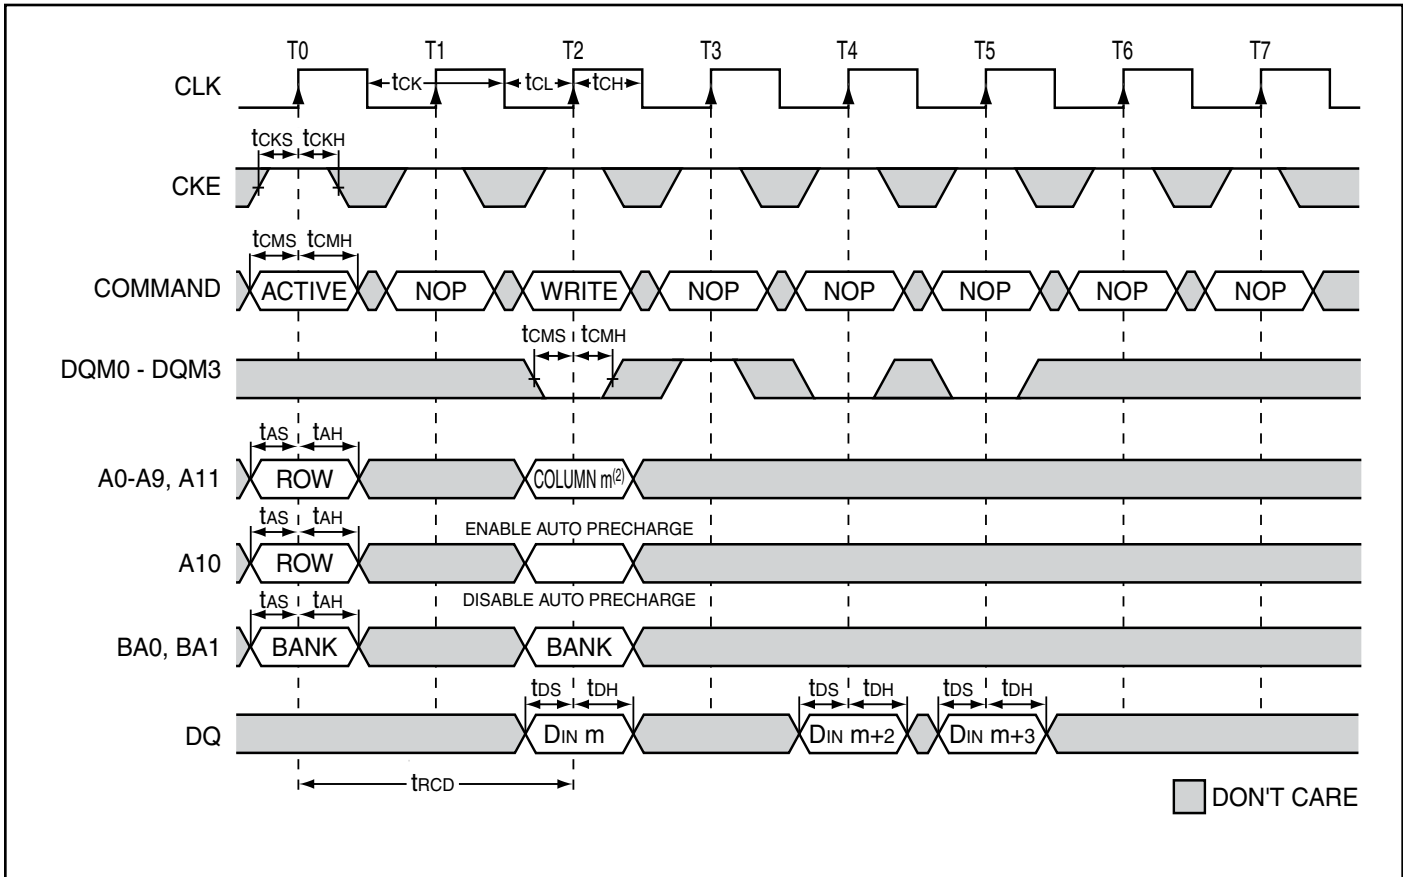 T0 T1 T2 T3 T4 T5 T6 T7
CLK tCK tCL tCH
tCKS tCKH
CKE
tCMS tCMH
COMMAND ACTIVE NOP WRITE NOP NOP NOP NOP NOP
tCMS tCMH
DQM0 - DQM3
tAS tAH
A0-A9, A11 ROW COLUMN m(2)
tAS tAH ENABLE AUTO PRECHARGE
A10 ROW
tAS tAH DISABLE AUTO PRECHARGE
BA0, BA1 BANK BANK
tDS tDH tDS tDH tDS tDH
DQ DIN m DIN m+2 DIN m+3
tRCD
DON'T CARE